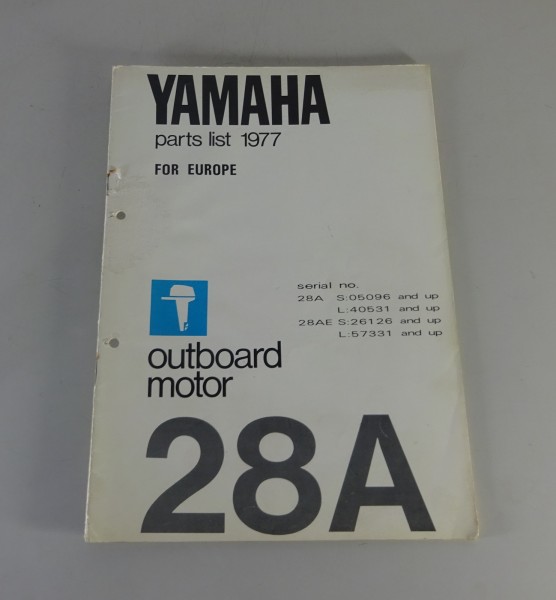 YAMAHA
parts list 1977
FOR EUROPE
serial no.
28A S:05096 and up
L:40531 and up
28AE S:26126 and up
L:57331 and up
outboard
motor
28A